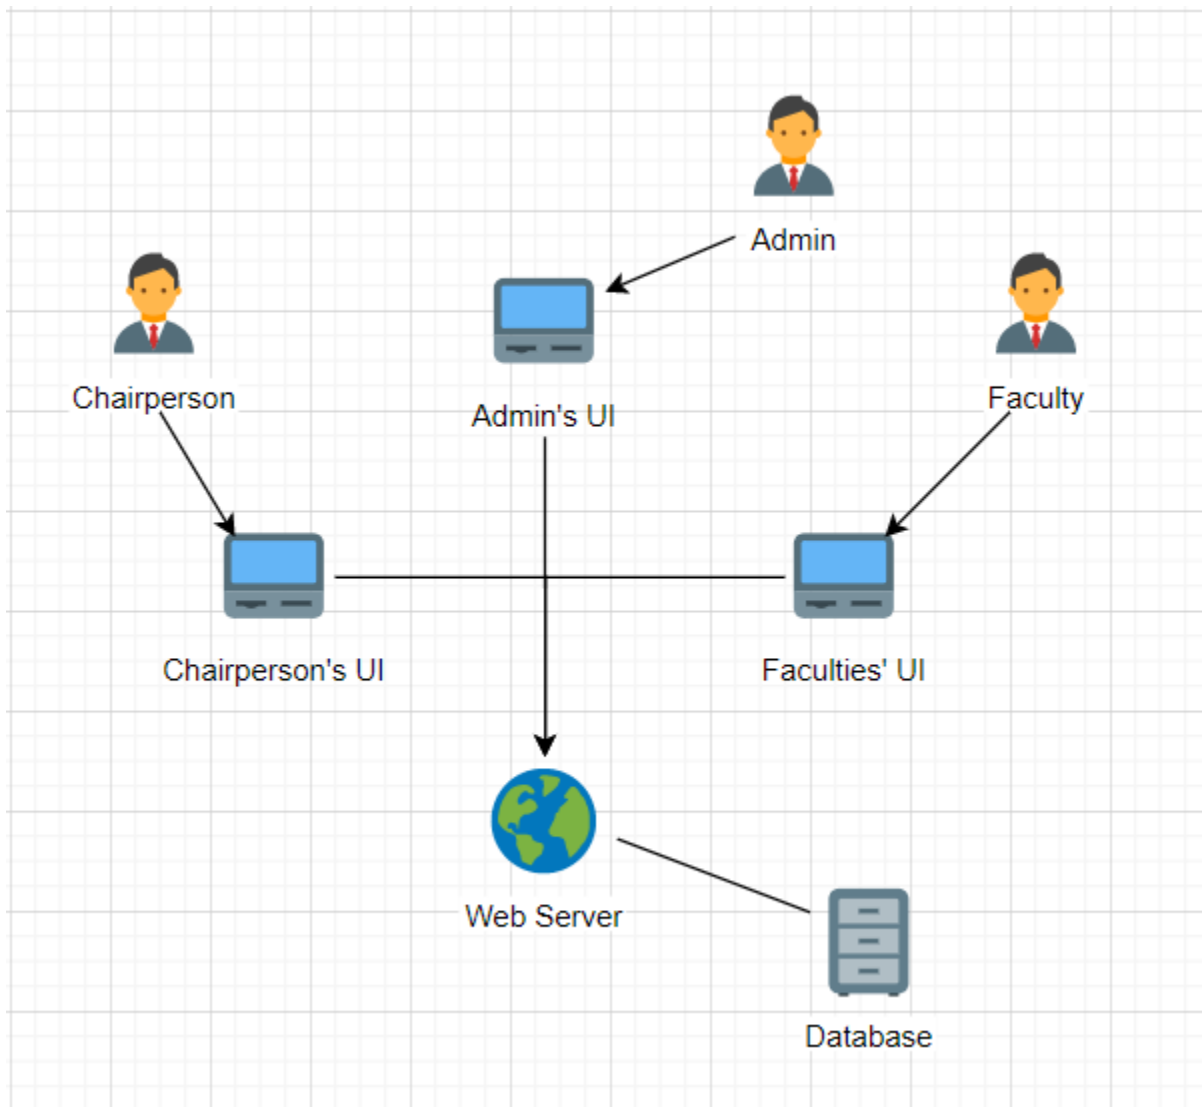 Admin
Chairperson
Admin's UI
Faculty
Chairperson's UI
Faculties' UI
Web Server
Database